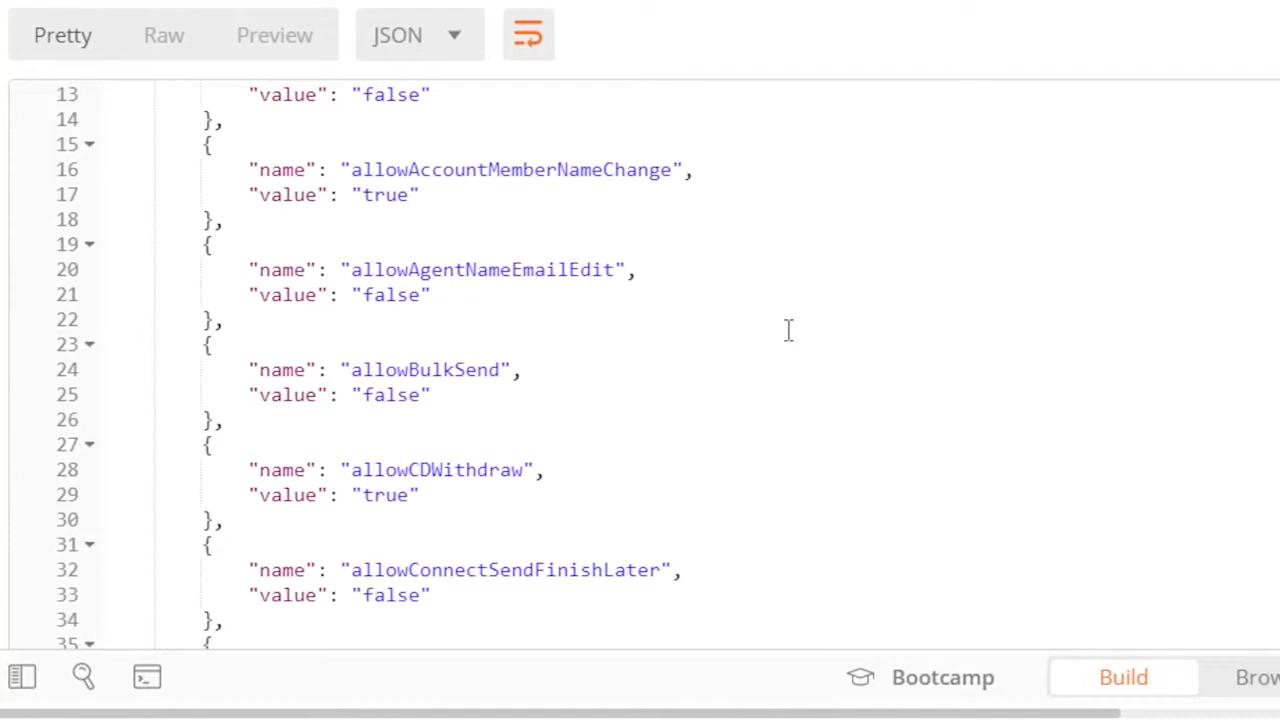 Pretty Raw Preview JSON
13 "value": "false"
14 },
15 {
16 "name": "allowAccountMemberNameChange",
17 "value": "true"
18 },
19 {
20 "name": "allowAgentNameEmailEdit",
21 "value": "false"
22 },
23 {
24 "name": "allowBulkSend",
25 "value": "false"
26 },
27 {
28 "name": "allowCDWithdraw",
29 "value": "true"
30 },
31 {
32 "name": "allowConnectSendFinishLater",
33 "value": "false"
34 },
35 {
Bootcamp Build Brow